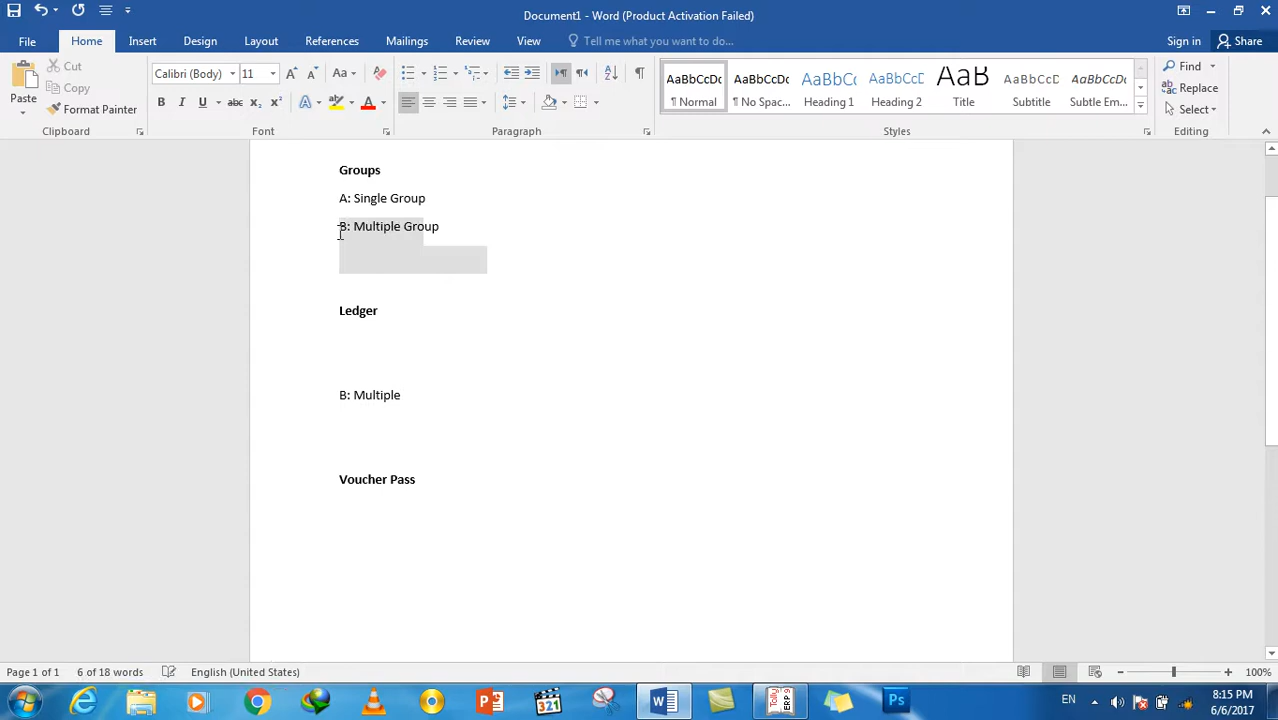 Document1 - Word (Product Activation Failed)
File Home Insert Design Layout References Mailings Review View Tell me what you want to do... Sign in Share
Paste
Cut
Copy
Format Painter
Calibri (Body) 11
Clipboard Font Paragraph Styles Editing
AaBbCcDc AaBbCcDc AaBbCc AaBbCcD AaB AaBbCcD AaBbCcD
¶ Normal ¶ No Spac... Heading 1 Heading 2 Title Subtitle Subtle Em...
Find
Replace
Select
Groups
A: Single Group
B: Multiple Group
Ledger
B: Multiple
Voucher Pass
Page 1 of 1 6 of 18 words English (United States) 100%
EN 8:15 PM
6/6/2017